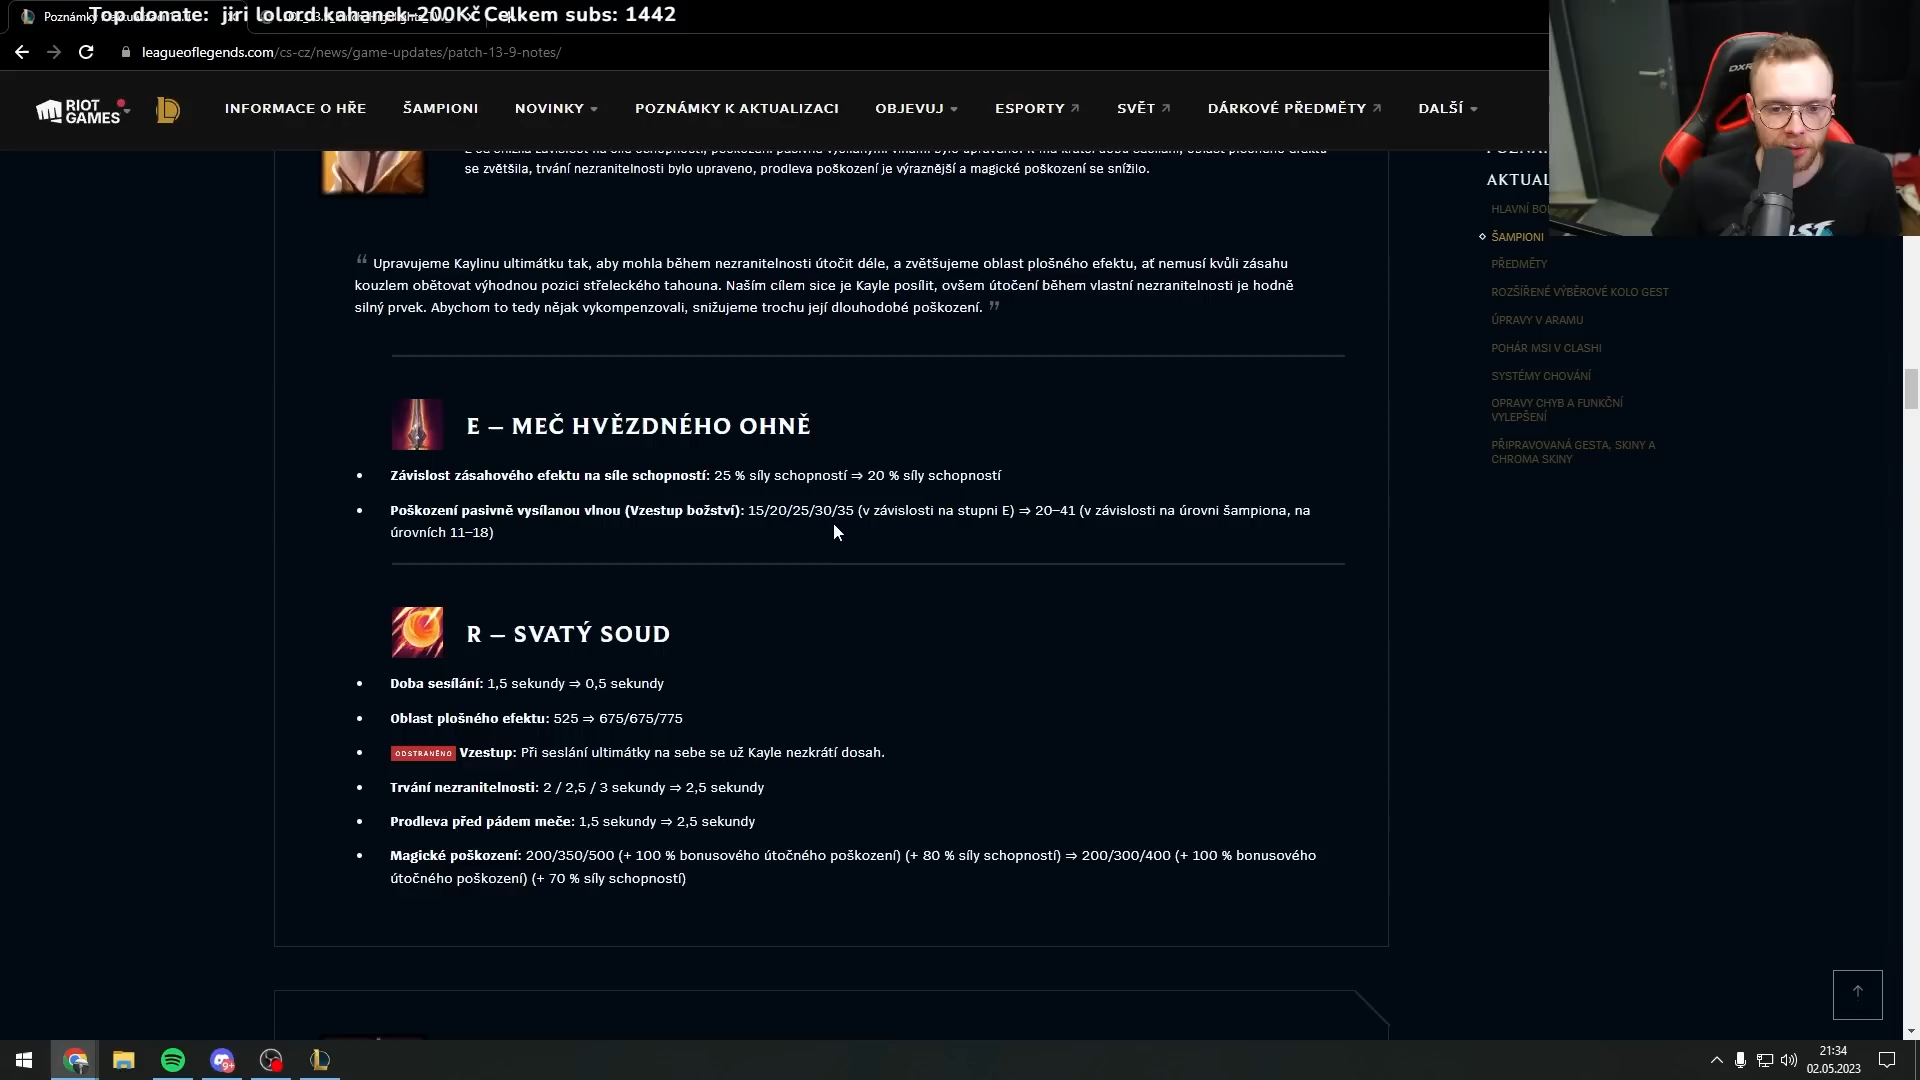 Poznámky
Top donate: jiri lolord kahanek-200Kč Celkem subs: 1442
leagueoflegends.com/cs-cz/news/game-updates/patch-13-9-notes/
RIOT GAMES
INFORMACE O HŘE
ŠAMPIONI
NOVINKY
POZNÁMKY K AKTUALIZACI
OBJEVUJ
ESPORTY
SVĚT
DÁRKOVÉ PŘEDMĚTY
DALŠÍ
se zvětšila, trvání nezranitelnosti bylo upraveno, prodleva poškození je výraznější a magické poškození se snížilo.
“ Upravujeme Kaylinu ultimátku tak, aby mohla během nezranitelnosti útočit déle, a zvětšujeme oblast plošného efektu, ať nemusí kvůli zásahu
kouzlem obětovat výhodnou pozici střeleckého tahouna. Naším cílem sice je Kayle posílit, ovšem útočení během vlastní nezranitelnosti je hodně
silný prvek. Abychom to tedy nějak vykompenzovali, snižujeme trochu její dlouhodobé poškození. ”
E – MEČ HVĚZDNÉHO OHNĚ
• Závislost zásahového efektu na síle schopností: 25 % síly schopností ⇒ 20 % síly schopností
• Poškození pasivně vysílanou vlnou (Vzestup božství): 15/20/25/30/35 (v závislosti na stupni E) ⇒ 20–41 (v závislosti na úrovni šampiona, na
úrovních 11–18)
R – SVATÝ SOUD
• Doba sesílání: 1,5 sekundy ⇒ 0,5 sekundy
• Oblast plošného efektu: 525 ⇒ 675/675/775
• ODSTRANĚNO Vzestup: Při seslání ultimátky na sebe se už Kayle nezkrátí dosah.
• Trvání nezranitelnosti: 2 / 2,5 / 3 sekundy ⇒ 2,5 sekundy
• Prodleva před pádem meče: 1,5 sekundy ⇒ 2,5 sekundy
• Magické poškození: 200/350/500 (+ 100 % bonusového útočného poškození) (+ 80 % síly schopností) ⇒ 200/300/400 (+ 100 % bonusového
útočného poškození) (+ 70 % síly schopností)
AKTUAL
HLAVNÍ BO
ŠAMPIONI
PŘEDMĚTY
ROZŠÍŘENÉ VÝBĚROVÉ KOLO GEST
ÚPRAVY V ARAMU
POHÁR MSI V CLASHI
SYSTÉMY CHOVÁNÍ
OPRAVY CHYB A FUNKČNÍ
VYLEPŠENÍ
PŘIPRAVOVANÁ GESTA, SKINY A
CHROMA SKINY
DXR
9+
21:34
02.05.2023